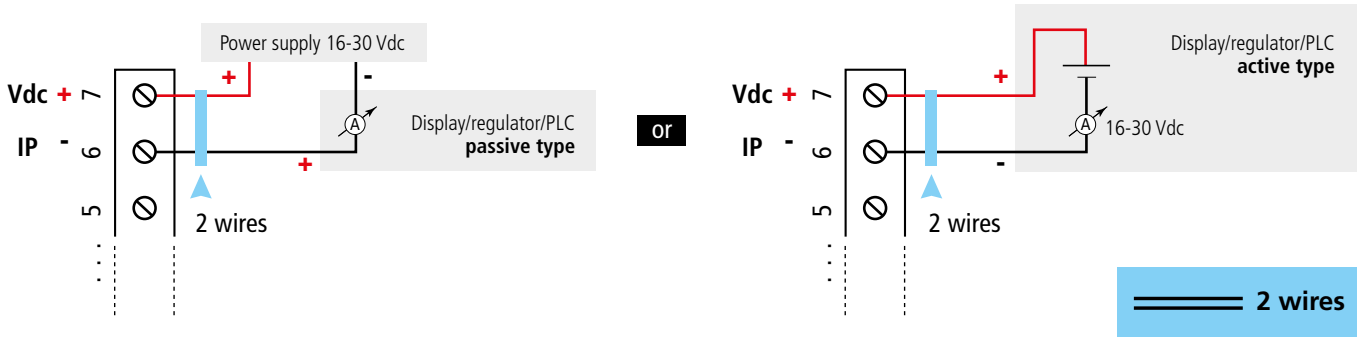 Power supply 16-30 Vdc
+ -
Vdc + 7
A
Display/regulator/PLC
passive type
IP - 6
+
5
2 wires
or
Display/regulator/PLC
active type
+
Vdc + 7
A 16-30 Vdc
IP - 6
-
5
2 wires
2 wires